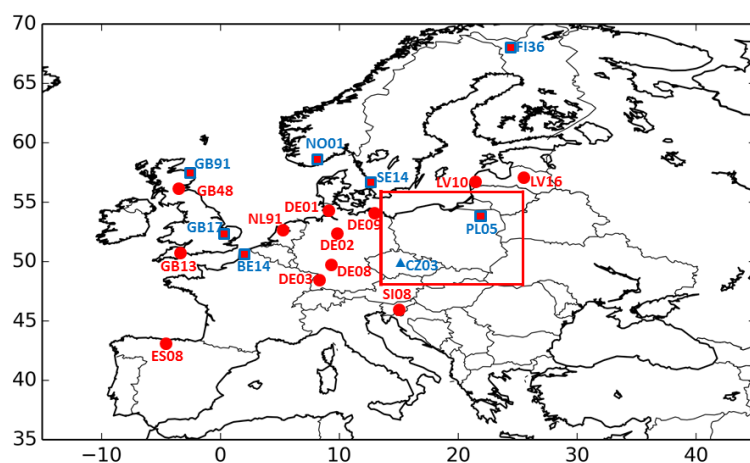 70
65
60
55
50
45
40
35
−10
0
10
20
30
40
FI36
NO01
GB91
SE14
GB48
LV10
LV16
DE01
DE09
NL91
GB17
DE02
PL05
GB13
BE14
DE08
CZ03
DE03
SI08
ES08